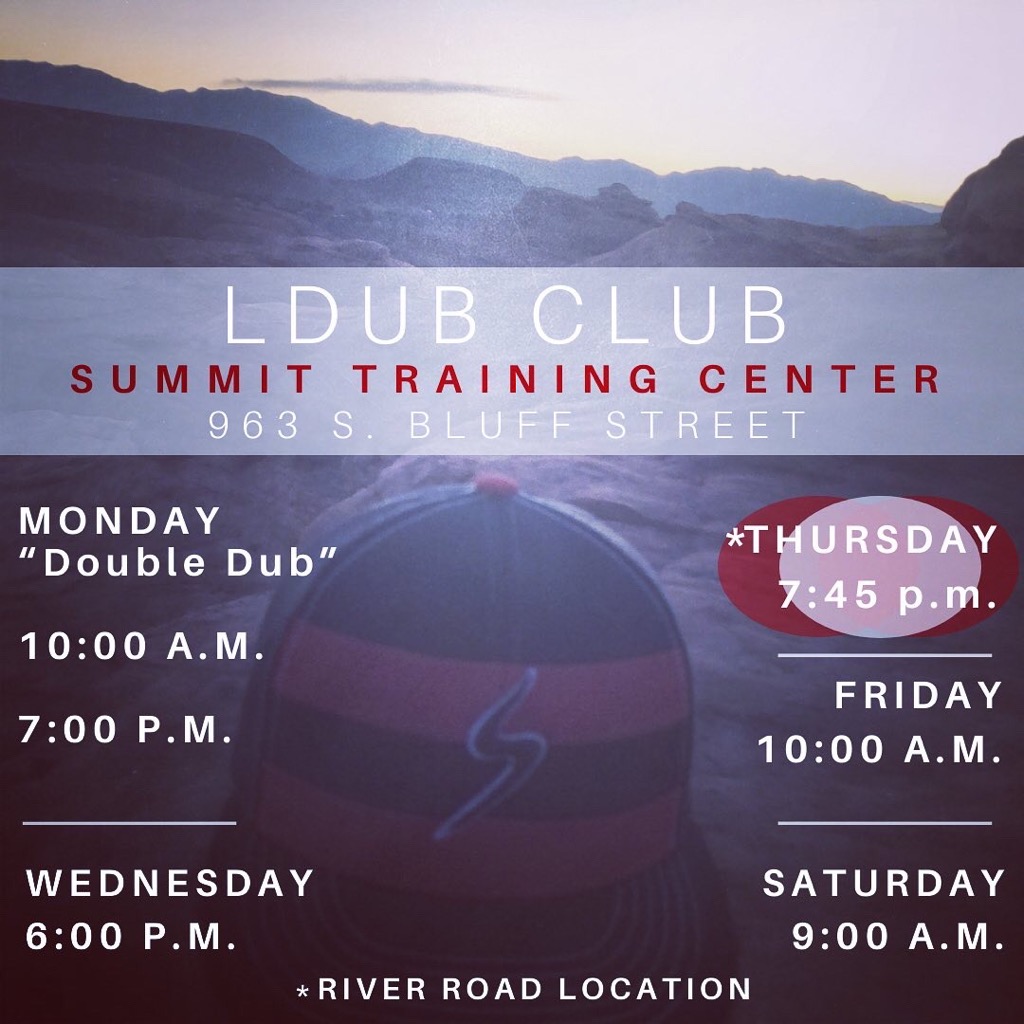 LDUB CLUB
SUMMIT TRAINING CENTER
963 S. BLUFF STREET
MONDAY
“Double Dub”
10:00 A.M.
7:00 P.M.
WEDNESDAY
6:00 P.M.
*THURSDAY
7:45 p.m.
FRIDAY
10:00 A.M.
SATURDAY
9:00 A.M.
*RIVER ROAD LOCATION